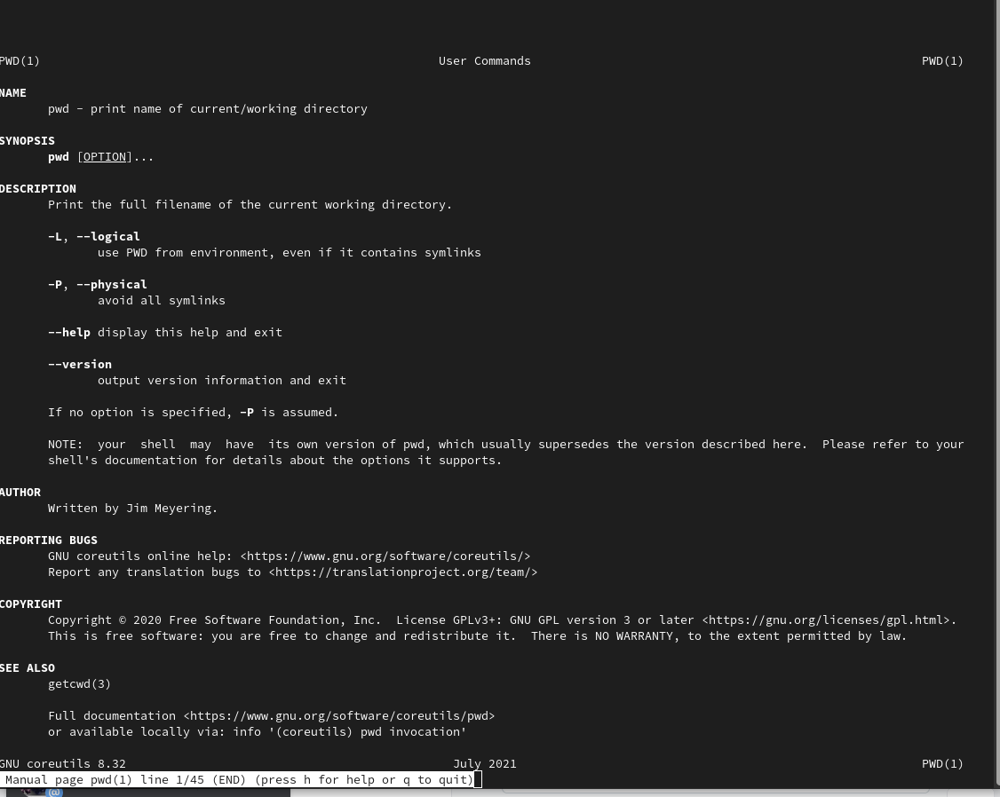 PWD(1) User Commands PWD(1)
NAME
pwd - print name of current/working directory
SYNOPSIS
pwd [OPTION]...
DESCRIPTION
Print the full filename of the current working directory.
-L, --logical
use PWD from environment, even if it contains symlinks
-P, --physical
avoid all symlinks
--help display this help and exit
--version
output version information and exit
If no option is specified, -P is assumed.
NOTE: your shell may have its own version of pwd, which usually supersedes the version described here. Please refer to your
shell's documentation for details about the options it supports.
AUTHOR
Written by Jim Meyering.
REPORTING BUGS
GNU coreutils online help: <https://www.gnu.org/software/coreutils/>
Report any translation bugs to <https://translationproject.org/team/>
COPYRIGHT
Copyright © 2020 Free Software Foundation, Inc. License GPLv3+: GNU GPL version 3 or later <https://gnu.org/licenses/gpl.html>.
This is free software: you are free to change and redistribute it. There is NO WARRANTY, to the extent permitted by law.
SEE ALSO
getcwd(3)
Full documentation <https://www.gnu.org/software/coreutils/pwd>
or available locally via: info '(coreutils) pwd invocation'
GNU coreutils 8.32 July 2021 PWD(1)
Manual page pwd(1) line 1/45 (END) (press h for help or q to quit)